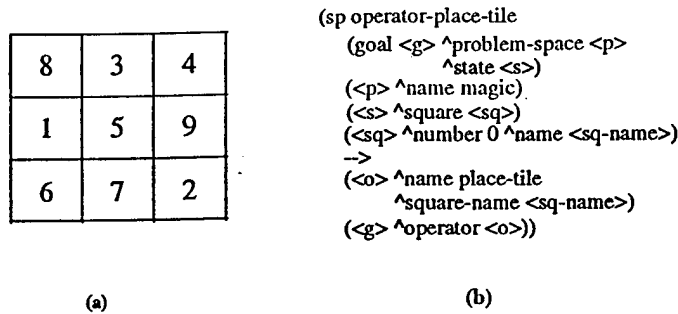 8 3 4
1 5 9
6 7 2
(a)
(sp operator-place-tile
(goal <g> ^problem-space <p>
^state <s>)
(<p> ^name magic)
(<s> ^square <sq>)
(<sq> ^number 0 ^name <sq-name>)
-->
(<o> ^name place-tile
^square-name <sq-name>)
(<g> ^operator <o>))
(b)